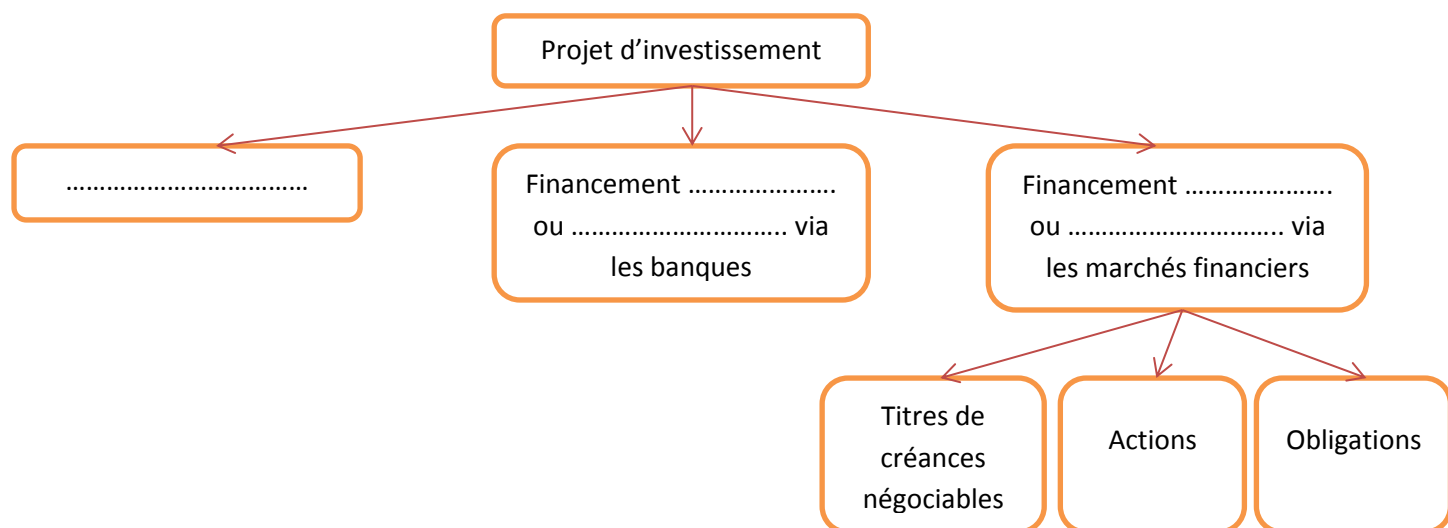 Projet d’investissement
………………………………
Financement ………………….
ou ………………………….. via
les banques
Financement ………………….
ou ………………………….. via
les marchés financiers
Titres de
créances
négociables
Actions
Obligations